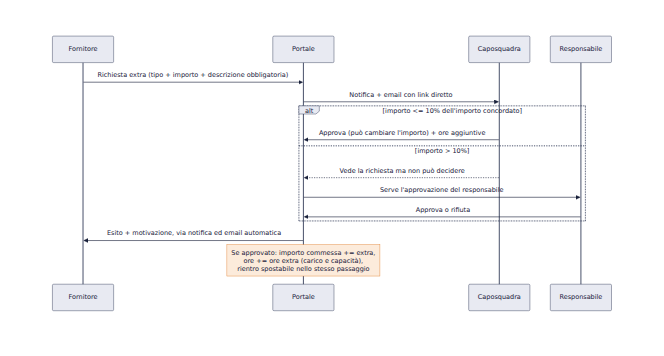 Fornitore
Portale
Caposquadra
Responsabile
Richiesta extra (tipo + importo + descrizione obbligatoria)
Notifica + email con link diretto
alt
[importo <= 10% dell'importo concordato]
Approva (può cambiare l'importo) + ore aggiuntive
[importo > 10%]
Vede la richiesta ma non può decidere
Serve l'approvazione del responsabile
Approva o rifiuta
Esito + motivazione, via notifica ed email automatica
Se approvato: importo commessa += extra,
ore += ore extra (carico e capacità),
rientro spostabile nello stesso passaggio
Fornitore
Portale
Caposquadra
Responsabile